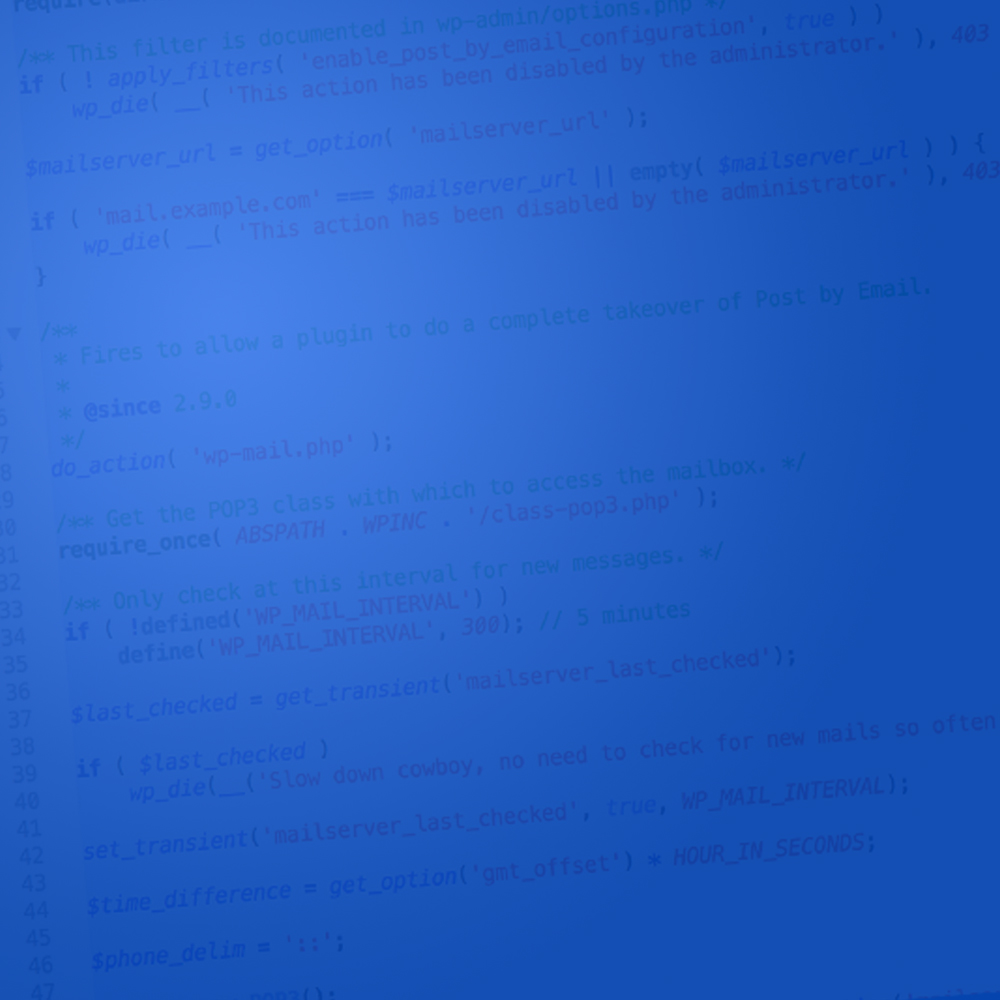 /** This filter is documented in wp-admin/options.php */
if ( ! apply_filters( 'enable_post_by_email_configuration', true ) )
wp_die( __( 'This action has been disabled by the administrator.' ), 403
$mailserver_url = get_option( 'mailserver_url' );
if ( 'mail.example.com' === $mailserver_url || empty( $mailserver_url ) ) {
wp_die( __( 'This action has been disabled by the administrator.' ), 403
}
/**
* Fires to allow a plugin to do a complete takeover of Post by Email.
*
* @since 2.9.0
*/
do_action( 'wp-mail.php' );
/** Get the POP3 class with which to access the mailbox. */
31 require_once( ABSPATH . WPINC . '/class-pop3.php' );
32
33 /** Only check at this interval for new messages. */
34 if ( !defined('WP_MAIL_INTERVAL') )
35 define('WP_MAIL_INTERVAL', 300); // 5 minutes
36
37 $last_checked = get_transient('mailserver_last_checked');
38
39 if ( $last_checked )
40 wp_die(__('Slow down cowboy, no need to check for new mails so often
41
42 set_transient('mailserver_last_checked', true, WP_MAIL_INTERVAL);
43
44 $time_difference = get_option('gmt_offset') * HOUR_IN_SECONDS;
45
46 $phone_delim = '::';
47